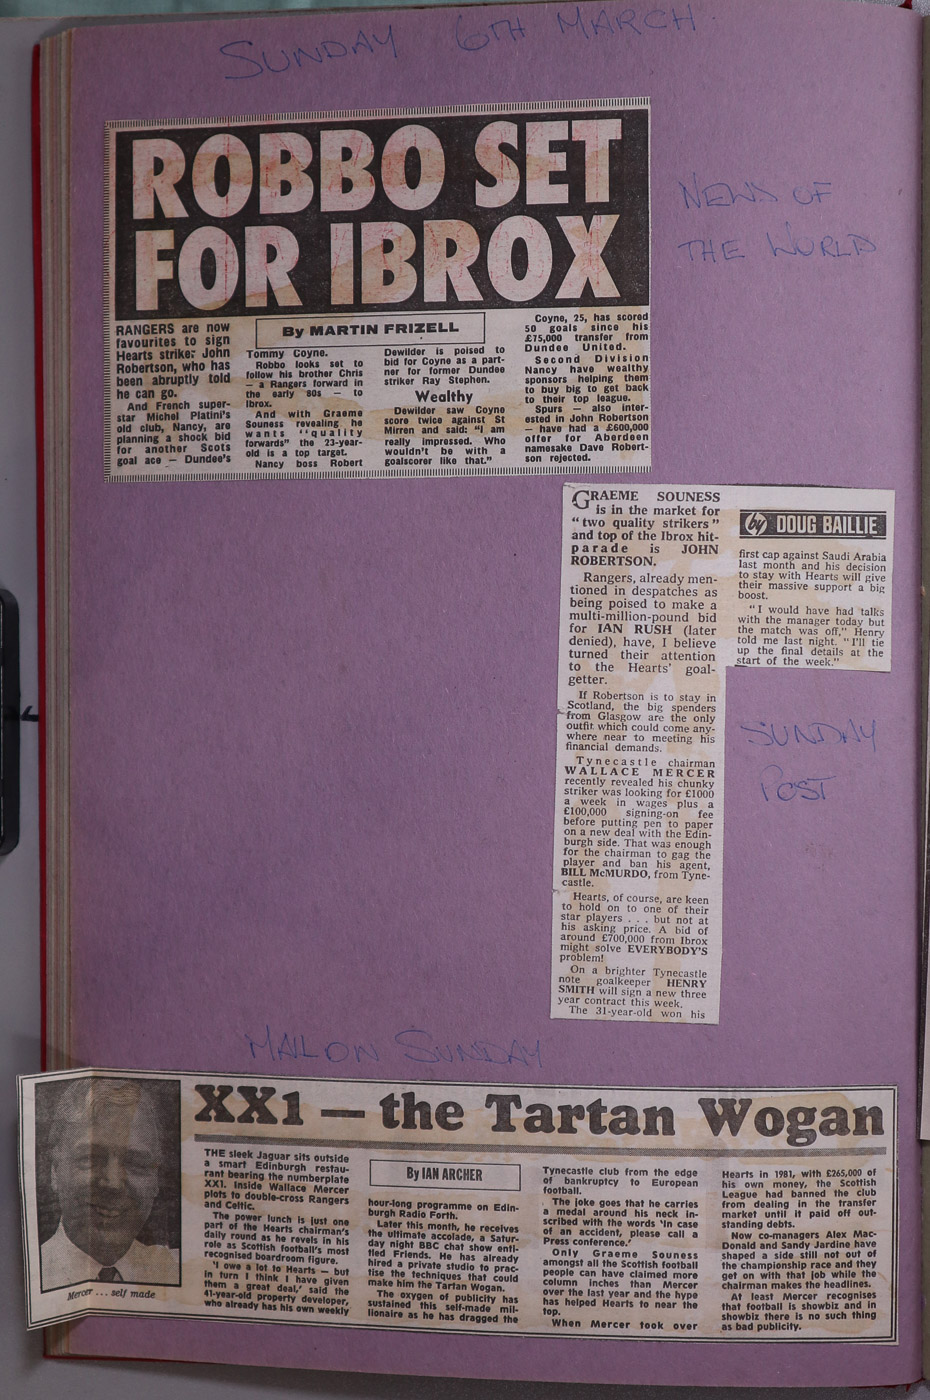 SUNDAY 6TH MARCH.
NEWS OF
THE WORLD
ROBBO SET
FOR IBROX
RANGERS are now
favourites to sign
Hearts striker John
Robertson, who has
been abruptly told
he can go.
And French super-
star Michel Platini's
old club, Nancy, are
planning a shock bid
for another Scots
goal ace — Dundee's
By MARTIN FRIZELL
Tommy Coyne.
Robbo looks set to
follow his brother Chris
— a Rangers forward in
the early 80s — to
Ibrox.
And with Graeme
Souness revealing he
wants "quality
forwards" the 23-year-
old is a top target.
Nancy boss Robert
Dewilder is poised to
bid for Coyne as a part-
ner for former Dundee
striker Ray Stephen.
Wealthy
Dewilder saw Coyne
score twice against St
Mirren and said: "I am
really impressed. Who
wouldn't be with a
goalscorer like that."
Coyne, 25, has scored
50 goals since his
£75,000 transfer from
Dundee United.
Second Division
Nancy have wealthy
sponsors helping them
to buy big to get back
to their top league.
Spurs — also inter-
ested in John Robertson
— have had a £600,000
offer for Aberdeen
namesake Dave Robert-
son rejected.
GRAEME SOUNESS
is in the market for
"two quality strikers"
and top of the Ibrox hit-
parade is JOHN
ROBERTSON.
Rangers, already men-
tioned in despatches as
being poised to make a
multi-million-pound bid
for IAN RUSH (later
denied), have, I believe
turned their attention
to the Hearts' goal-
getter.
If Robertson is to stay in
Scotland, the big spenders
from Glasgow are the only
outfit which could come any-
where near to meeting his
financial demands.
Tynecastle chairman
WALLACE MERCER
recently revealed his chunky
striker was looking for £1000
a week in wages plus a
£100,000 signing-on fee
before putting pen to paper
on a new deal with the Edin-
burgh side. That was enough
for the chairman to gag the
player and ban his agent,
BILL McMURDO, from Tyne-
castle.
Hearts, of course, are keen
to hold on to one of their
star players . . . but not at
his asking price. A bid of
around £700,000 from Ibrox
might solve EVERYBODY'S
problem!
On a brighter Tynecastle
note goalkeeper HENRY
SMITH will sign a new three
year contract this week.
The 31-year-old won his
by DOUG BAILLIE
first cap against Saudi Arabia
last month and his decision
to stay with Hearts will give
their massive support a big
boost.
"I would have had talks
with the manager today but
the match was off," Henry
told me last night. "I'll tie
up the final details at the
start of the week."
SUNDAY
POST
MAIL ON SUNDAY
XX1 — the Tartan Wogan
Mercer ... self made
THE sleek Jaguar sits outside
a smart Edinburgh restau-
rant bearing the numberplate
XX1. Inside Wallace Mercer
plots to double-cross Rangers
and Celtic.
The power lunch is just one
part of the Hearts chairman's
daily round as he revels in his
role as Scottish football's most
recognised boardroom figure.
'I owe a lot to Hearts — but
in turn I think I have given
them a great deal,' said the
41-year-old property developer,
who already has his own weekly
By IAN ARCHER
hour-long programme on Edin-
burgh Radio Forth.
Later this month, he receives
the ultimate accolade, a Satur-
day night BBC chat show enti-
tled Friends. He has already
hired a private studio to prac-
tise the techniques that could
make him the Tartan Wogan.
The oxygen of publicity has
sustained this self-made mil-
lionaire as he has dragged the
Tynecastle club from the edge
of bankruptcy to European
football.
The joke goes that he carries
a medal around his neck in-
scribed with the words 'In case
of an accident, please call a
Press conference.'
Only Graeme Souness
amongst all the Scottish football
people can have claimed more
column inches than Mercer
over the last year and the hype
has helped Hearts to near the
top.
When Mercer took over
Hearts in 1981, with £265,000 of
his own money, the Scottish
League had banned the club
from dealing in the transfer
market until it paid off out-
standing debts.
Now co-managers Alex Mac-
Donald and Sandy Jardine have
shaped a side still not out of
the championship race and they
get on with that job while the
chairman makes the headlines.
At least Mercer recognises
that football is showbiz and in
showbiz there is no such thing
as bad publicity.